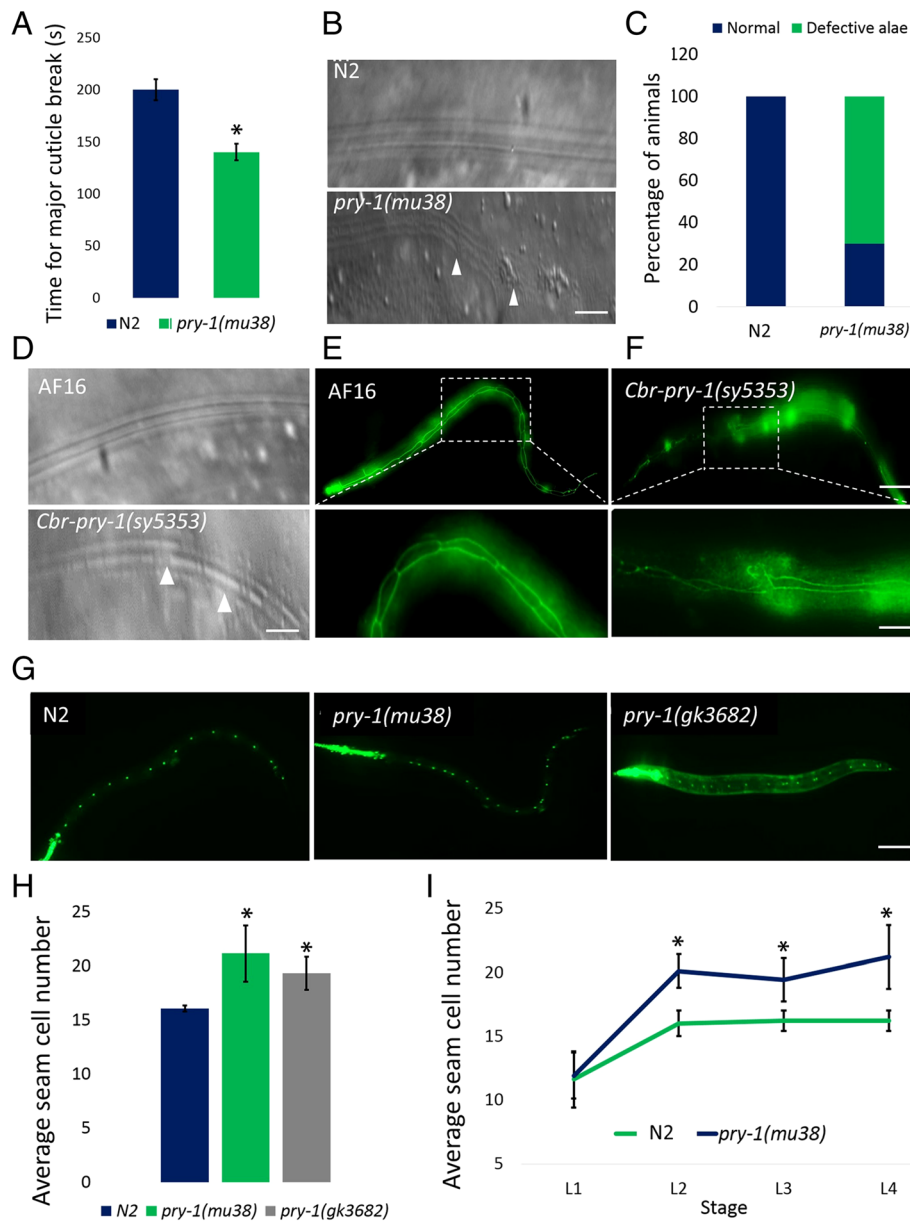 A
Time for major cuticle break (s)
250
200
150
100
50
0
*
N2 pry-1(mu38)
B
N2
pry-1(mu38)
C
Normal Defective alae
Percentage of animals
120
100
80
60
40
20
0
N2 pry-1(mu38)
D
AF16
Cbr-pry-1(sy5353)
E
AF16
F
Cbr-pry-1(sy5353)
G
N2
pry-1(mu38)
pry-1(gk3682)
H
Average seam cell number
25
20
15
10
5
0
*
*
N2 pry-1(mu38) pry-1(gk3682)
I
Average seam cell number
25
20
15
10
5
*
*
*
N2 pry-1(mu38)
L1 L2 L3 L4
Stage